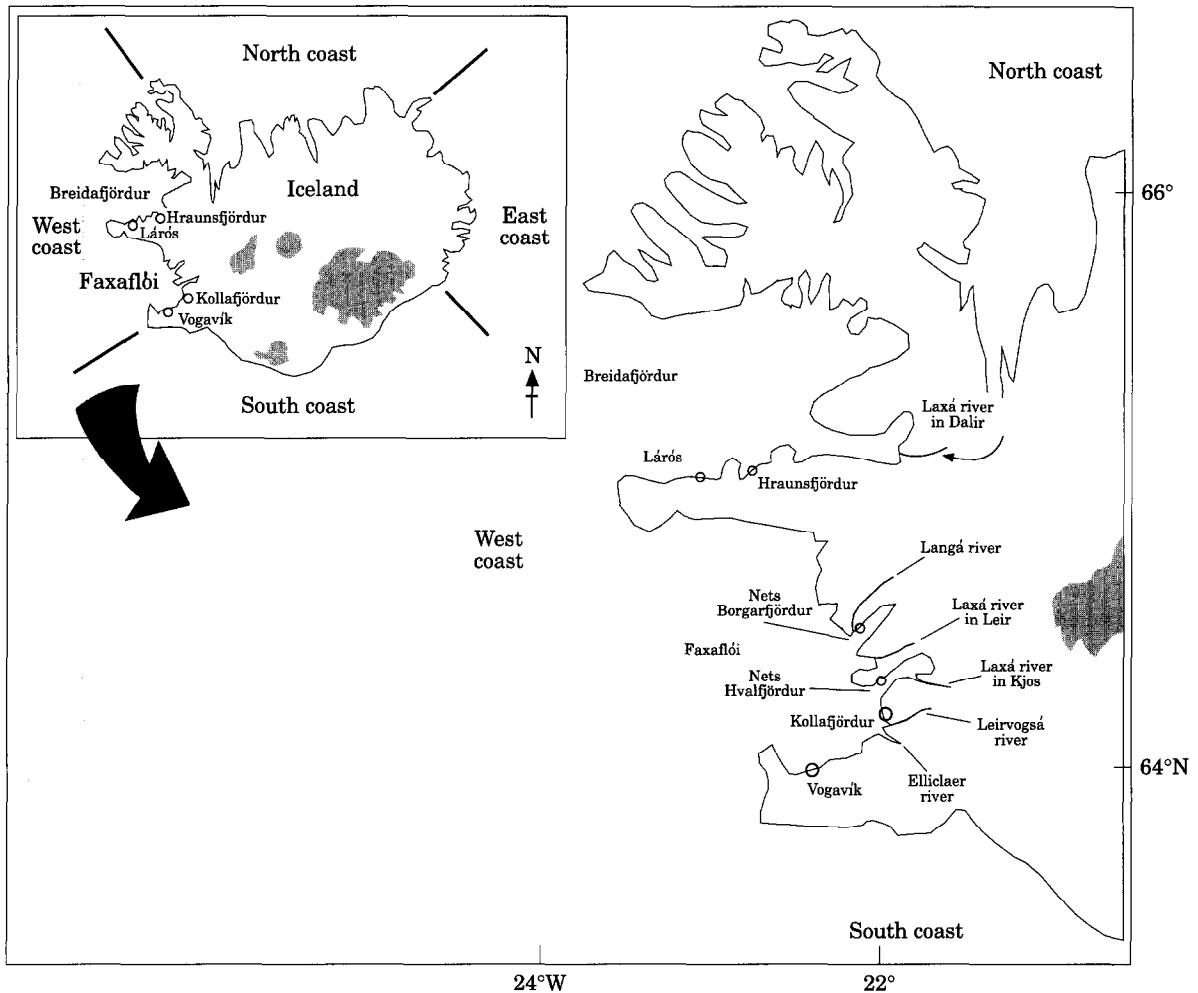 North coast
Iceland
Breidafjördur
Hraunsfjördur
Lárós
West
coast
East
coast
Faxaflói
Kollafjördur
Vogavík
N
South coast
North coast
66°
Breidafjördur
Laxá river
in Dalir
Lárós
Hraunsfjördur
West
coast
Langá river
Nets
Borgarfjördur
Laxá river
in Leir
Faxaflói
Nets
Hvalfjördur
Laxá river
in Kjos
Kollafjördur
Leirvogsá
river
64°N
Vogavík
Elliclaer
river
South coast
24°W
22°